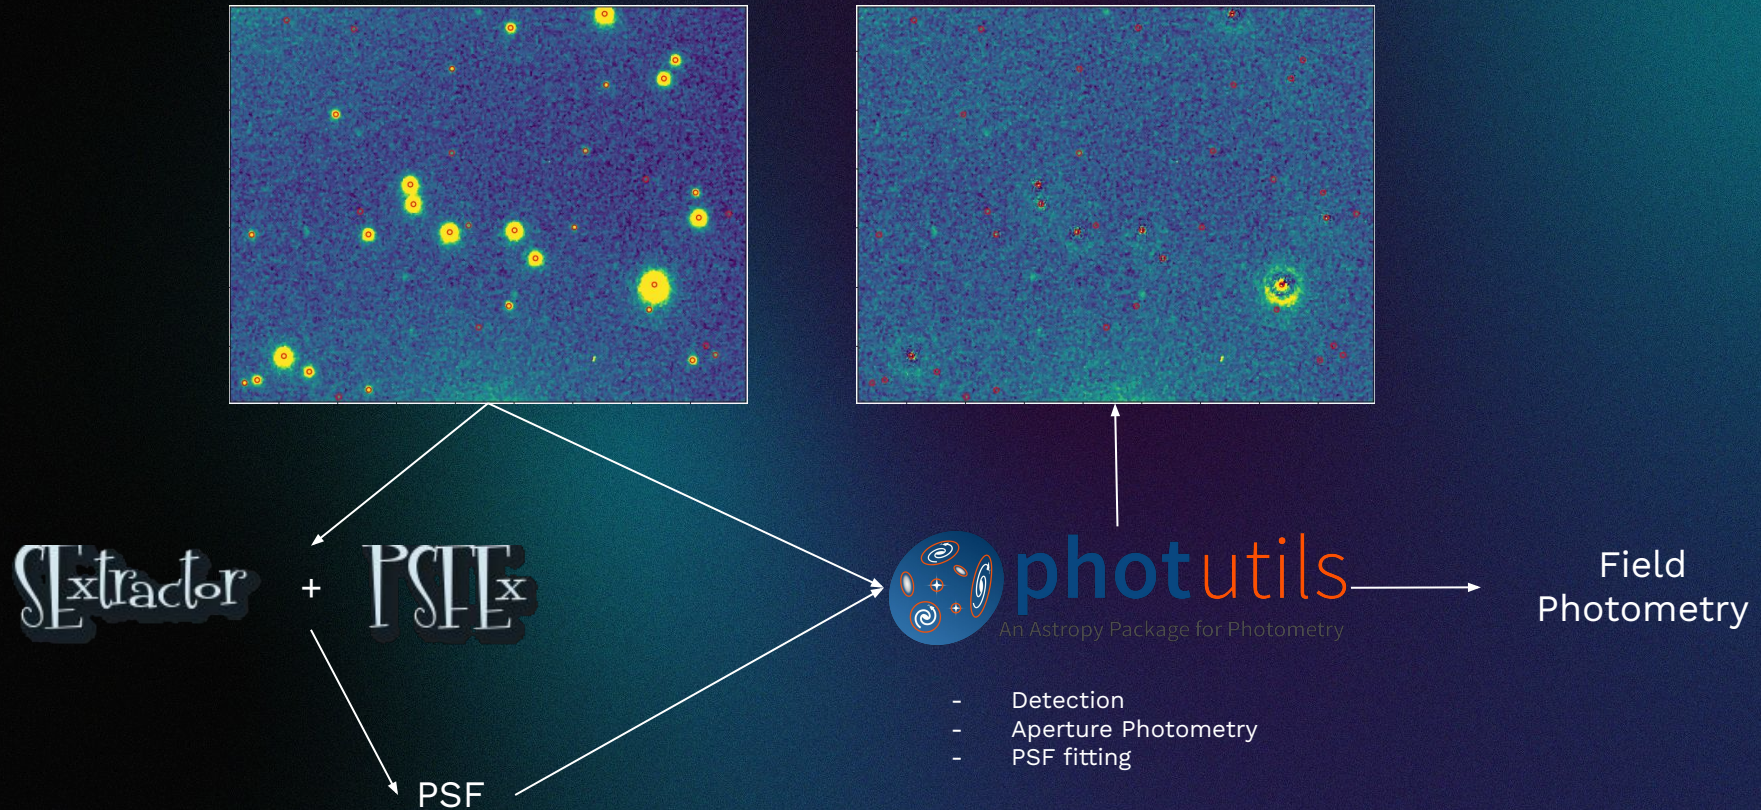 SExtractor
+
PSFEx
photutils
An Astropy Package for Photometry
Field
Photometry
- Detection
- Aperture Photometry
- PSF fitting
PSF